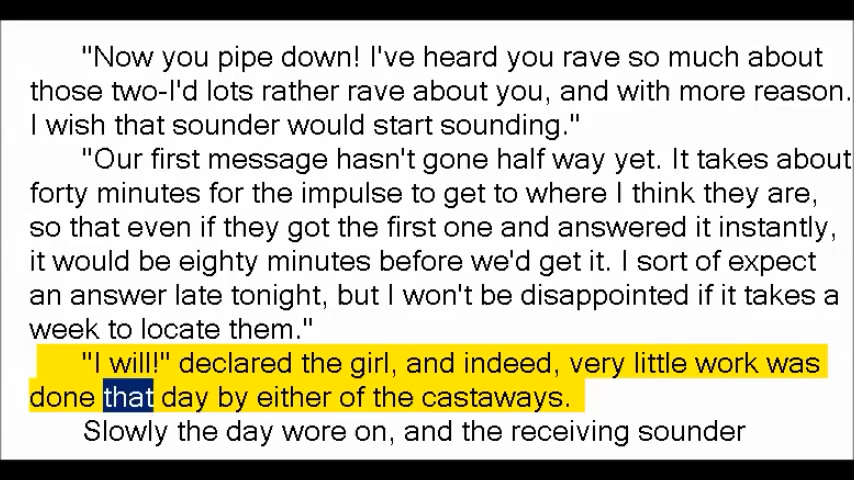 "Now you pipe down! I've heard you rave so much about
those two-I'd lots rather rave about you, and with more reason.
I wish that sounder would start sounding."
"Our first message hasn't gone half way yet. It takes about
forty minutes for the impulse to get to where I think they are,
so that even if they got the first one and answered it instantly,
it would be eighty minutes before we'd get it. I sort of expect
an answer late tonight, but I won't be disappointed if it takes a
week to locate them."
"I will!" declared the girl, and indeed, very little work was
done that day by either of the castaways.
Slowly the day wore on, and the receiving sounder